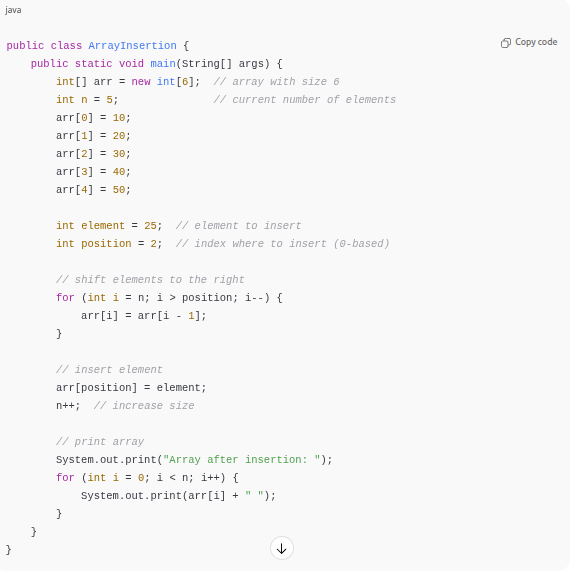 java
Copy code
public class ArrayInsertion {
    public static void main(String[] args) {
        int[] arr = new int[6];  // array with size 6
        int n = 5;               // current number of elements
        arr[0] = 10;
        arr[1] = 20;
        arr[2] = 30;
        arr[3] = 40;
        arr[4] = 50;

        int element = 25;  // element to insert
        int position = 2;  // index where to insert (0-based)

        // shift elements to the right
        for (int i = n; i > position; i--) {
            arr[i] = arr[i - 1];
        }

        // insert element
        arr[position] = element;
        n++;  // increase size

        // print array
        System.out.print("Array after insertion: ");
        for (int i = 0; i < n; i++) {
            System.out.print(arr[i] + " ");
        }
    }
}